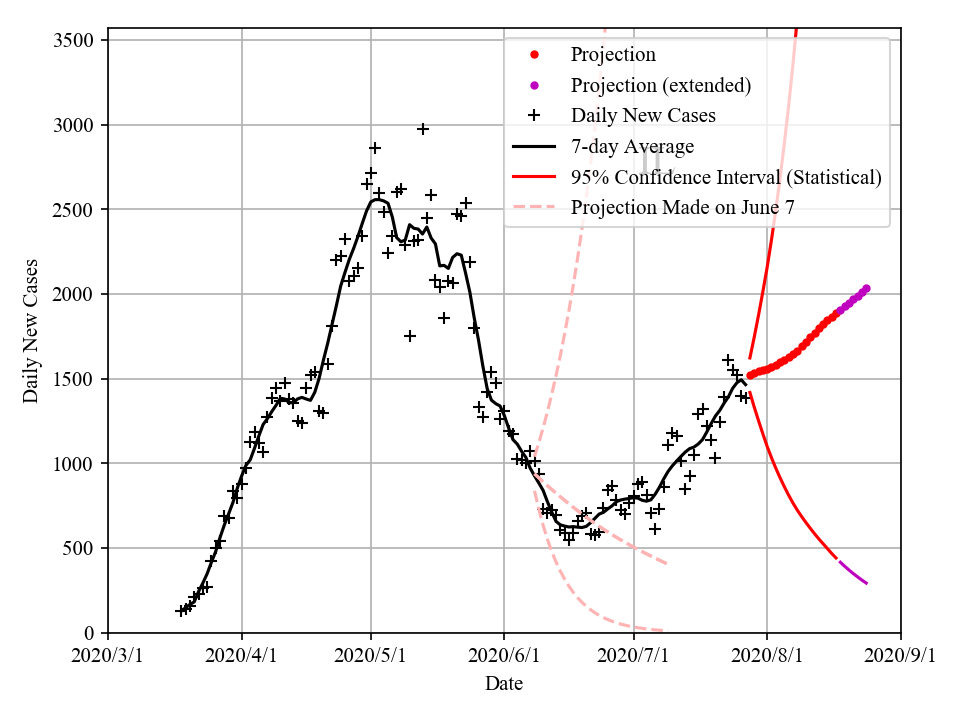 3500
3000
2500
2000
1500
1000
500
0
Daily New Cases
Projection
Projection (extended)
Daily New Cases
7-day Average
95% Confidence Interval (Statistical)
Projection Made on June 7
2020/3/1
2020/4/1
2020/5/1
2020/6/1
2020/7/1
2020/8/1
2020/9/1
Date